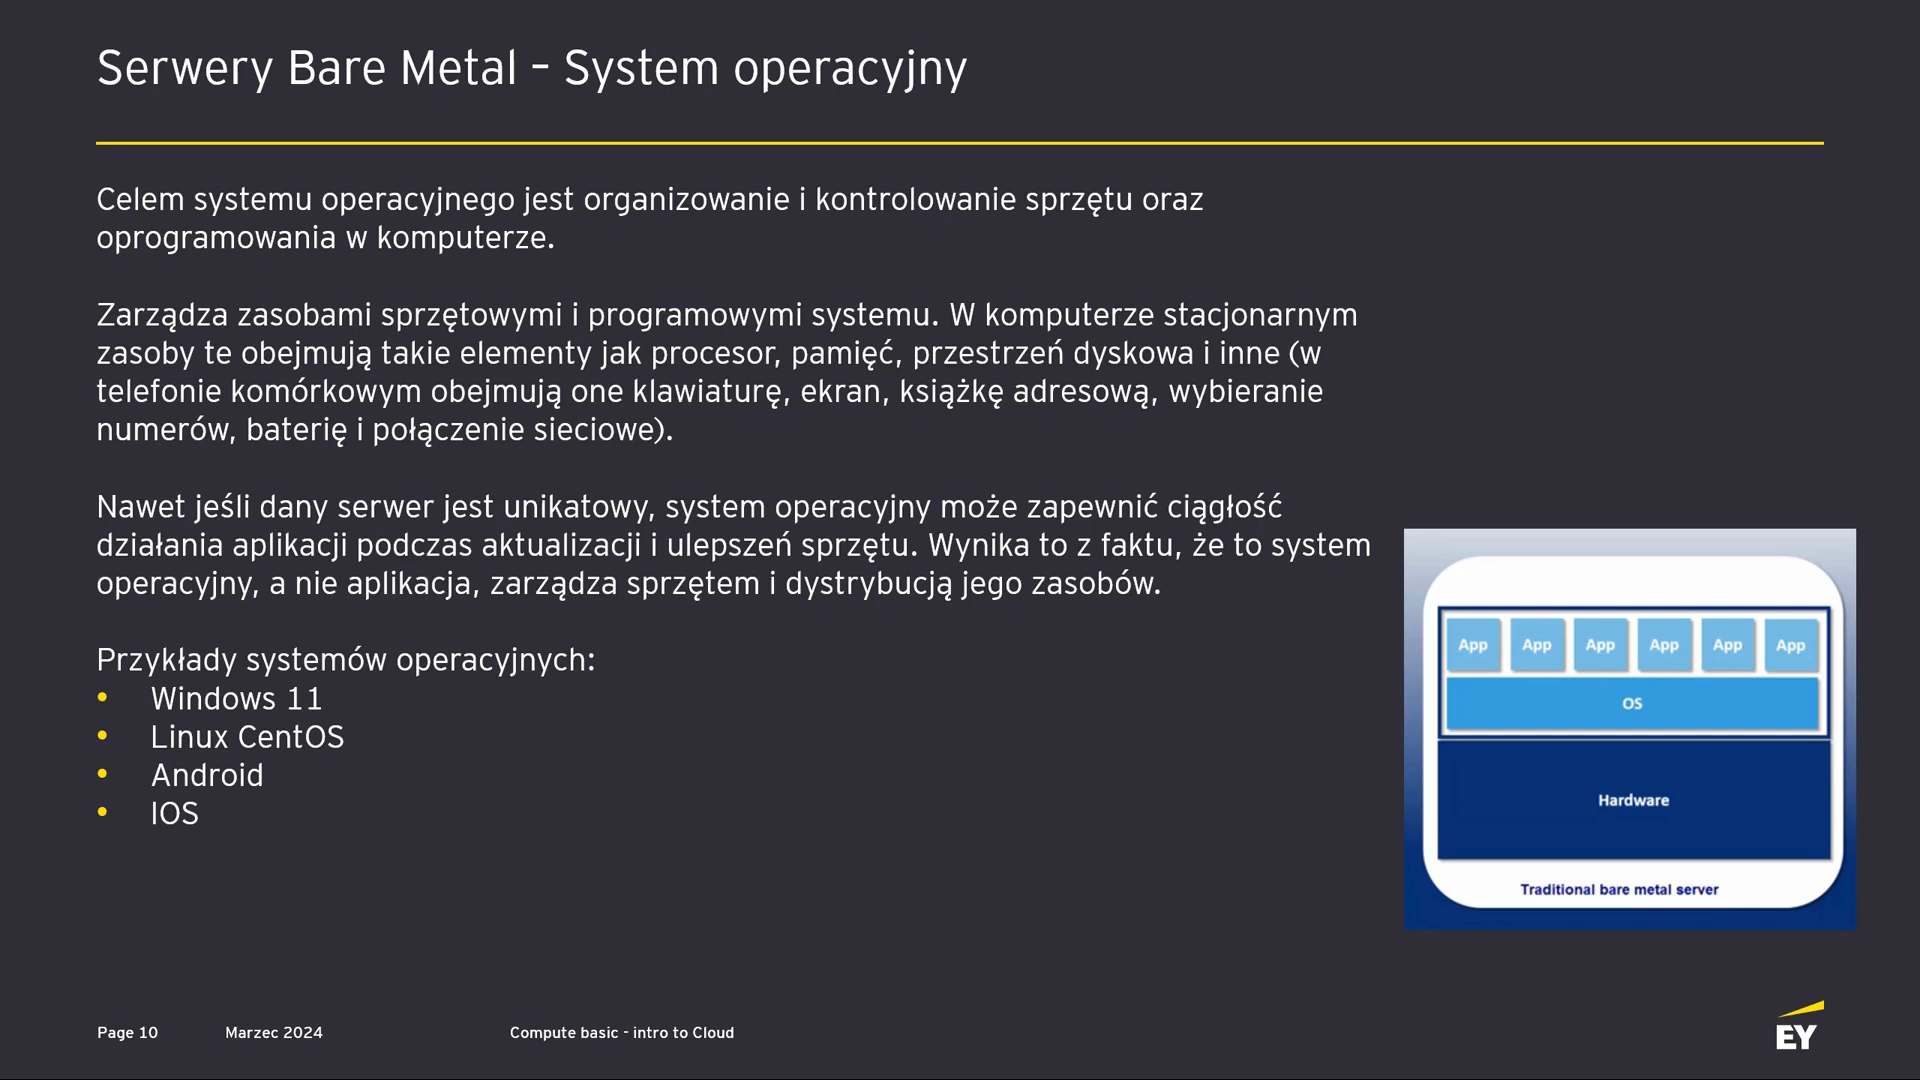 Serwery Bare Metal – System operacyjny
Celem systemu operacyjnego jest organizowanie i kontrolowanie sprzętu oraz
oprogramowania w komputerze.
Zarządza zasobami sprzętowymi i programowymi systemu. W komputerze stacjonarnym
zasoby te obejmują takie elementy jak procesor, pamięć, przestrzeń dyskowa i inne (w
telefonie komórkowym obejmują one klawiaturę, ekran, książkę adresową, wybieranie
numerów, baterię i połączenie sieciowe).
Nawet jeśli dany serwer jest unikatowy, system operacyjny może zapewnić ciągłość
działania aplikacji podczas aktualizacji i ulepszeń sprzętu. Wynika to z faktu, że to system
operacyjny, a nie aplikacja, zarządza sprzętem i dystrybucją jego zasobów.
Przykłady systemów operacyjnych:
• Windows 11
• Linux CentOS
• Android
• IOS
App App App App App App
OS
Hardware
Traditional bare metal server
Page 10 Marzec 2024 Compute basic - intro to Cloud
EY